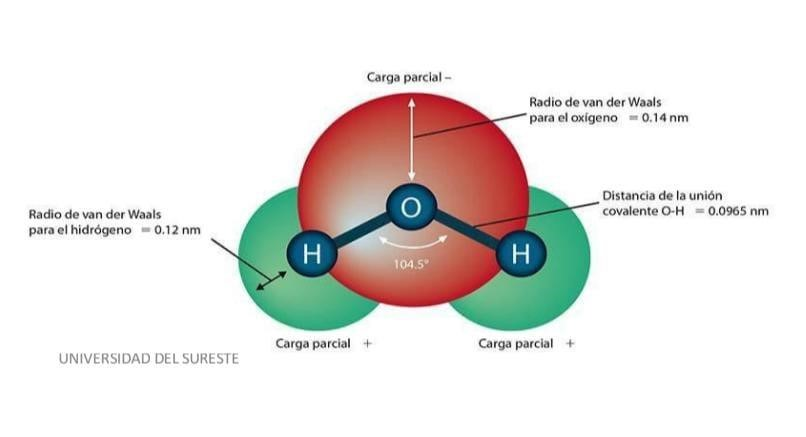 Carga parcial –
Radio de van der Waals
para el oxígeno = 0.14 nm
Distancia de la unión
covalente O-H = 0.0965 nm
Radio de van der Waals
para el hidrógeno = 0.12 nm
O
H
H
104.5°
Carga parcial +
Carga parcial +
UNIVERSIDAD DEL SURESTE